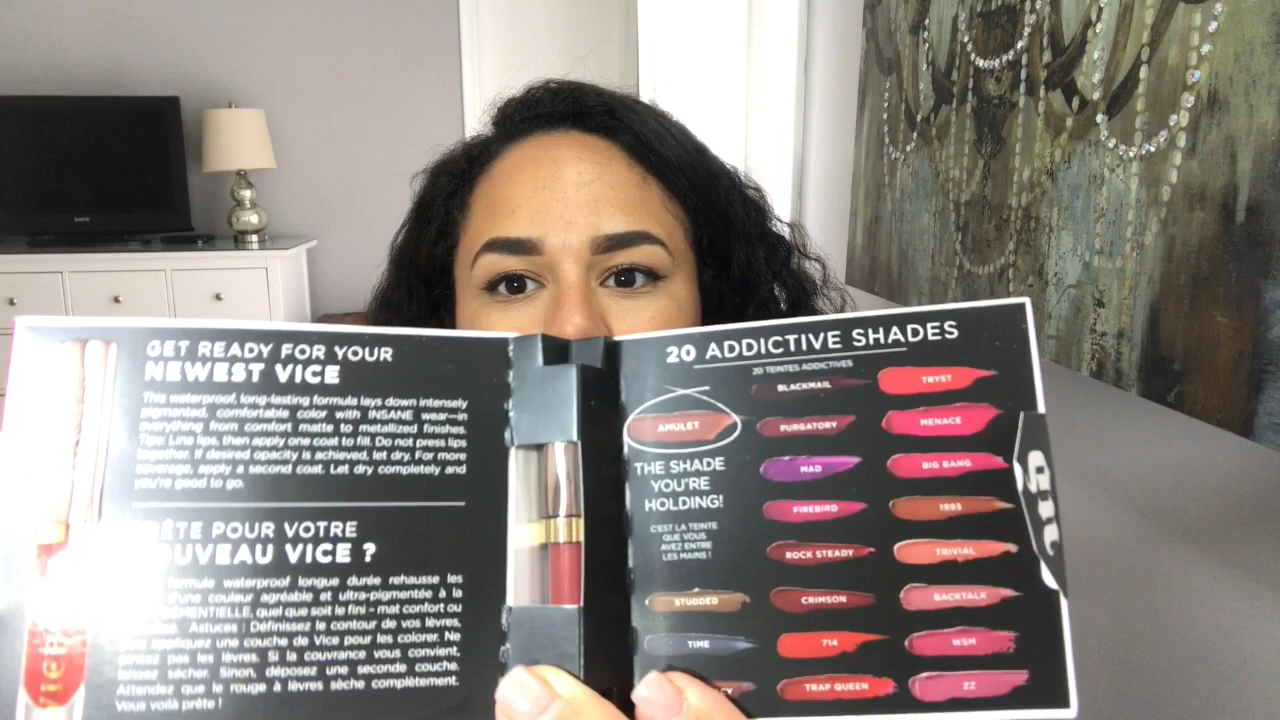 GET READY FOR YOUR
NEWEST VICE
This waterproof, long-lasting formula lays down intensely
pigmented, comfortable color with INSANE wear—in
everything from comfort matte to metallized finishes.
Tips: Line lips, then apply one coat to fill. Do not press lips
together. If desired opacity is achieved, let dry. For more
coverage, apply a second coat. Let dry completely and
you're good to go.
POUR VOTRE
VICE ?
formule waterproof longue durée rehausse les
d'une couleur agréable et ultra-pigmentée à la
quel que soit le fini – mat confort ou
Astuces : Définissez le contour de vos lèvres,
appliquez une couche de Vice pour les colorer. Ne
pincez pas les lèvres. Si la couvrance vous convient,
laissez sécher. Sinon, déposez une seconde couche.
Attendez que le rouge à lèvres sèche complètement.
Vous voilà prête !
VICE
20 ADDICTIVE SHADES
20 TEINTES ADDICTIVES
AMULET
THE SHADE
YOU'RE
HOLDING!
C'EST LA TEINTE
QUE VOUS
AVEZ ENTRE
LES MAINS !
STUDDED
TIME
BLACKMAIL
PURGATORY
MAD
FIREBIRD
ROCK STEADY
CRIMSON
714
TRAP QUEEN
TRYST
MENACE
BIG BANG
1993
TRIVIAL
BACKTALK
WSM
ZZ